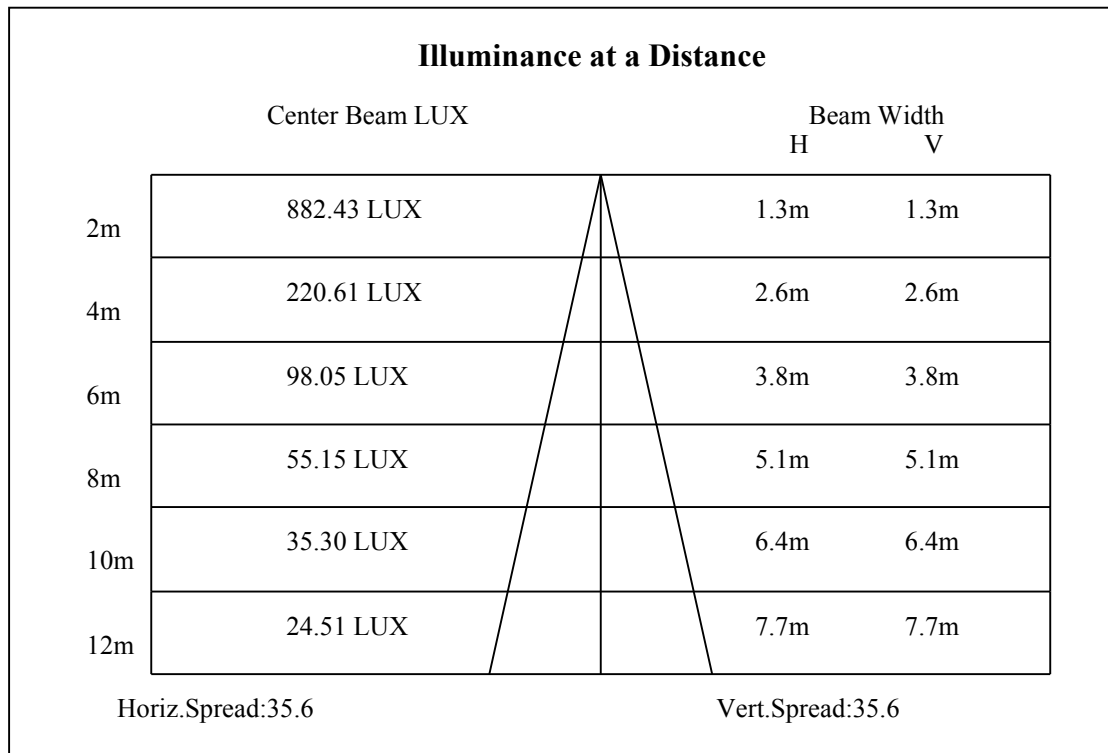 Illuminance at a Distance
Center Beam LUX Beam Width
H V
2m 882.43 LUX 1.3m 1.3m
4m 220.61 LUX 2.6m 2.6m
6m 98.05 LUX 3.8m 3.8m
8m 55.15 LUX 5.1m 5.1m
10m 35.30 LUX 6.4m 6.4m
12m 24.51 LUX 7.7m 7.7m
Horiz.Spread:35.6 Vert.Spread:35.6